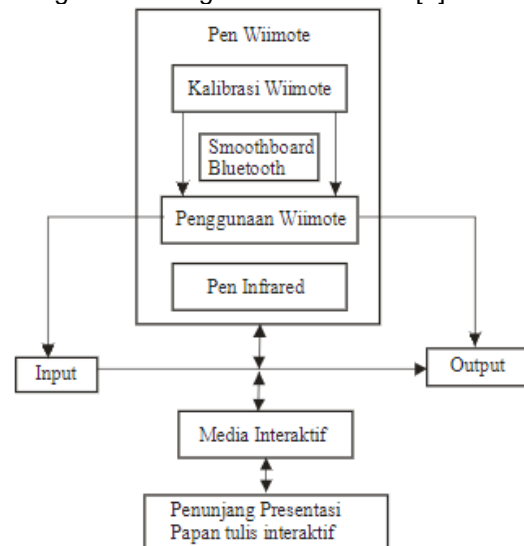 Pen Wiimote
Kalibrasi Wiimote
Smoothboard
Bluetooth
Penggunaan Wiimote
Pen Infrared
Input
Output
Media Interaktif
Penunjang Presentasi
Papan tulis interaktif